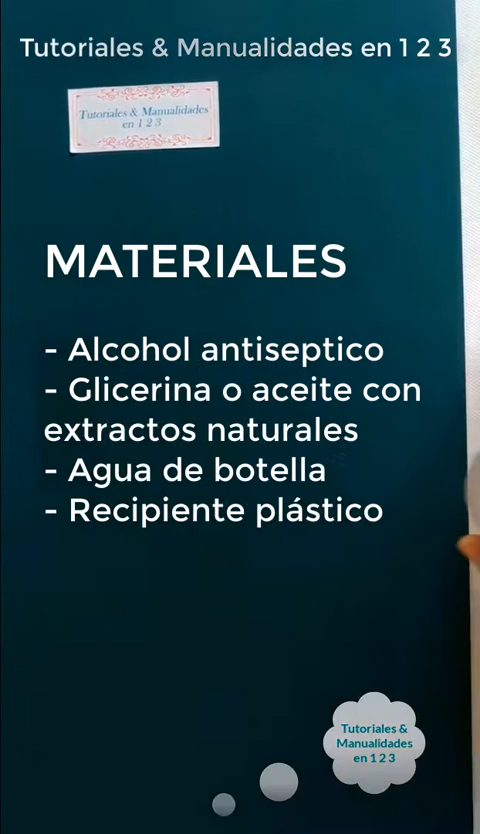 Tutoriales & Manualidades en 1 2 3
Tutoriales & Manualidades
en 1 2 3
MATERIALES
- Alcohol antiseptico
- Glicerina o aceite con
extractos naturales
- Agua de botella
- Recipiente plástico
Tutoriales &
Manualidades
en 1 2 3